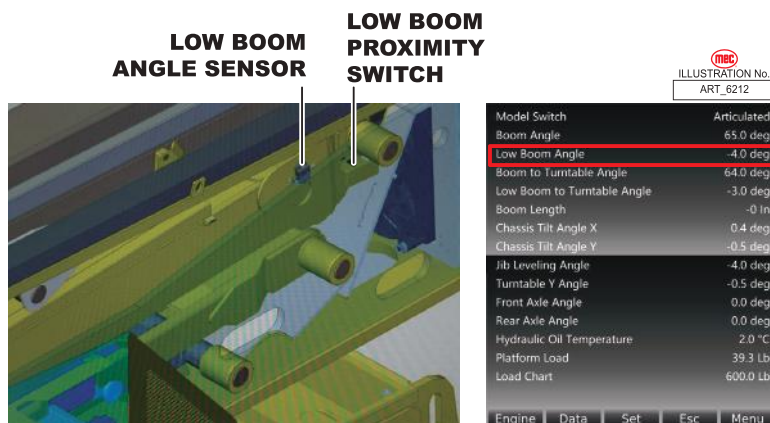 LOW BOOM
ANGLE SENSOR
LOW BOOM
PROXIMITY
SWITCH
mec
ILLUSTRATION No.
ART_6212
Model Switch Articulated
Boom Angle 65.0 deg
Low Boom Angle -4.0 deg
Boom to Turntable Angle 64.0 deg
Low Boom to Turntable Angle -3.0 deg
Boom Length -0 In
Chassis Tilt Angle X 0.4 deg
Chassis Tilt Angle Y -0.5 deg
Jib Leveling Angle -4.0 deg
Turntable Y Angle -0.5 deg
Front Axle Angle 0.0 deg
Rear Axle Angle 0.0 deg
Hydraulic Oil Temperature 2.0 °C
Platform Load 39.3 Lb
Load Chart 600.0 Lb
Engine Data Set Esc Menu